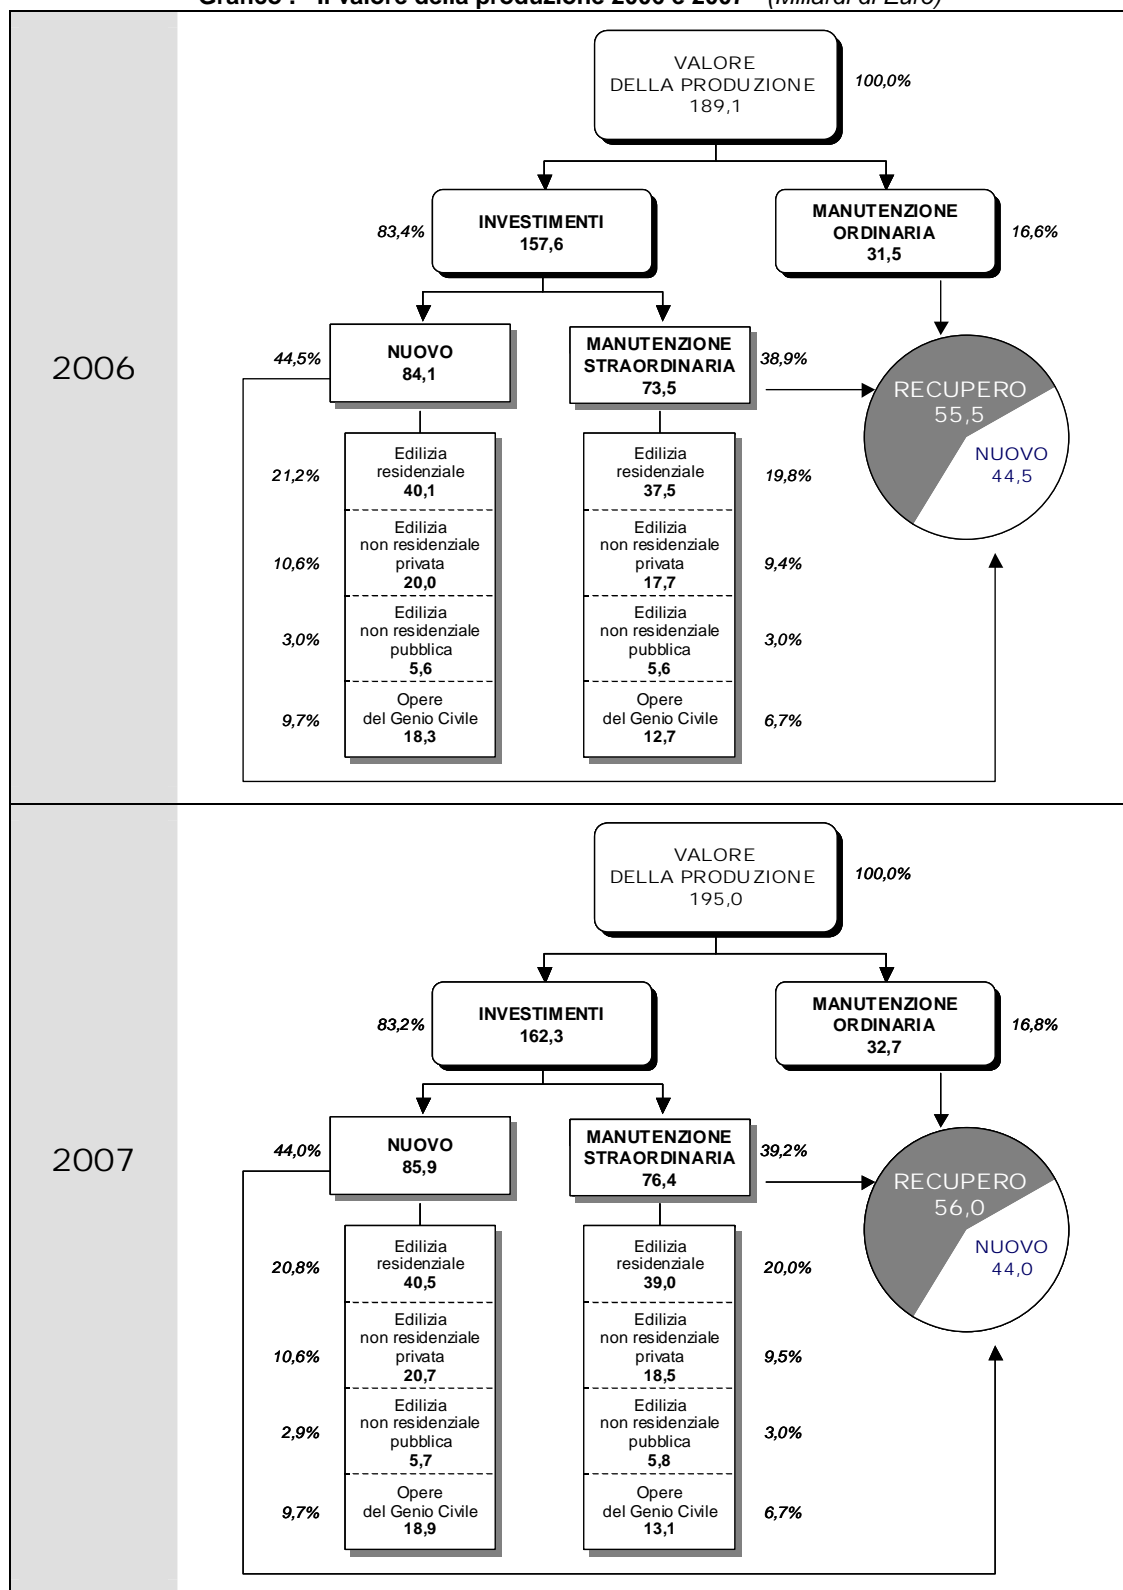 Grafico : - Il valore della produzione 2006 e 2007 - (Miliardi di Euro)
2006
VALORE
DELLA PRODUZIONE
189,1
100,0%
83,4%
INVESTIMENTI
157,6
MANUTENZIONE
ORDINARIA
31,5
16,6%
44,5%
NUOVO
84,1
MANUTENZIONE
STRAORDINARIA
73,5
38,9%
RECUPERO
55,5
NUOVO
44,5
21,2%
Edilizia
residenziale
40,1
Edilizia
residenziale
37,5
19,8%
10,6%
Edilizia
non residenziale
privata
20,0
Edilizia
non residenziale
privata
17,7
9,4%
3,0%
Edilizia
non residenziale
pubblica
5,6
Edilizia
non residenziale
pubblica
5,6
3,0%
9,7%
Opere
del Genio Civile
18,3
Opere
del Genio Civile
12,7
6,7%
2007
VALORE
DELLA PRODUZIONE
195,0
100,0%
83,2%
INVESTIMENTI
162,3
MANUTENZIONE
ORDINARIA
32,7
16,8%
44,0%
NUOVO
85,9
MANUTENZIONE
STRAORDINARIA
76,4
39,2%
RECUPERO
56,0
NUOVO
44,0
20,8%
Edilizia
residenziale
40,5
Edilizia
residenziale
39,0
20,0%
10,6%
Edilizia
non residenziale
privata
20,7
Edilizia
non residenziale
privata
18,5
9,5%
2,9%
Edilizia
non residenziale
pubblica
5,7
Edilizia
non residenziale
pubblica
5,8
3,0%
9,7%
Opere
del Genio Civile
18,9
Opere
del Genio Civile
13,1
6,7%